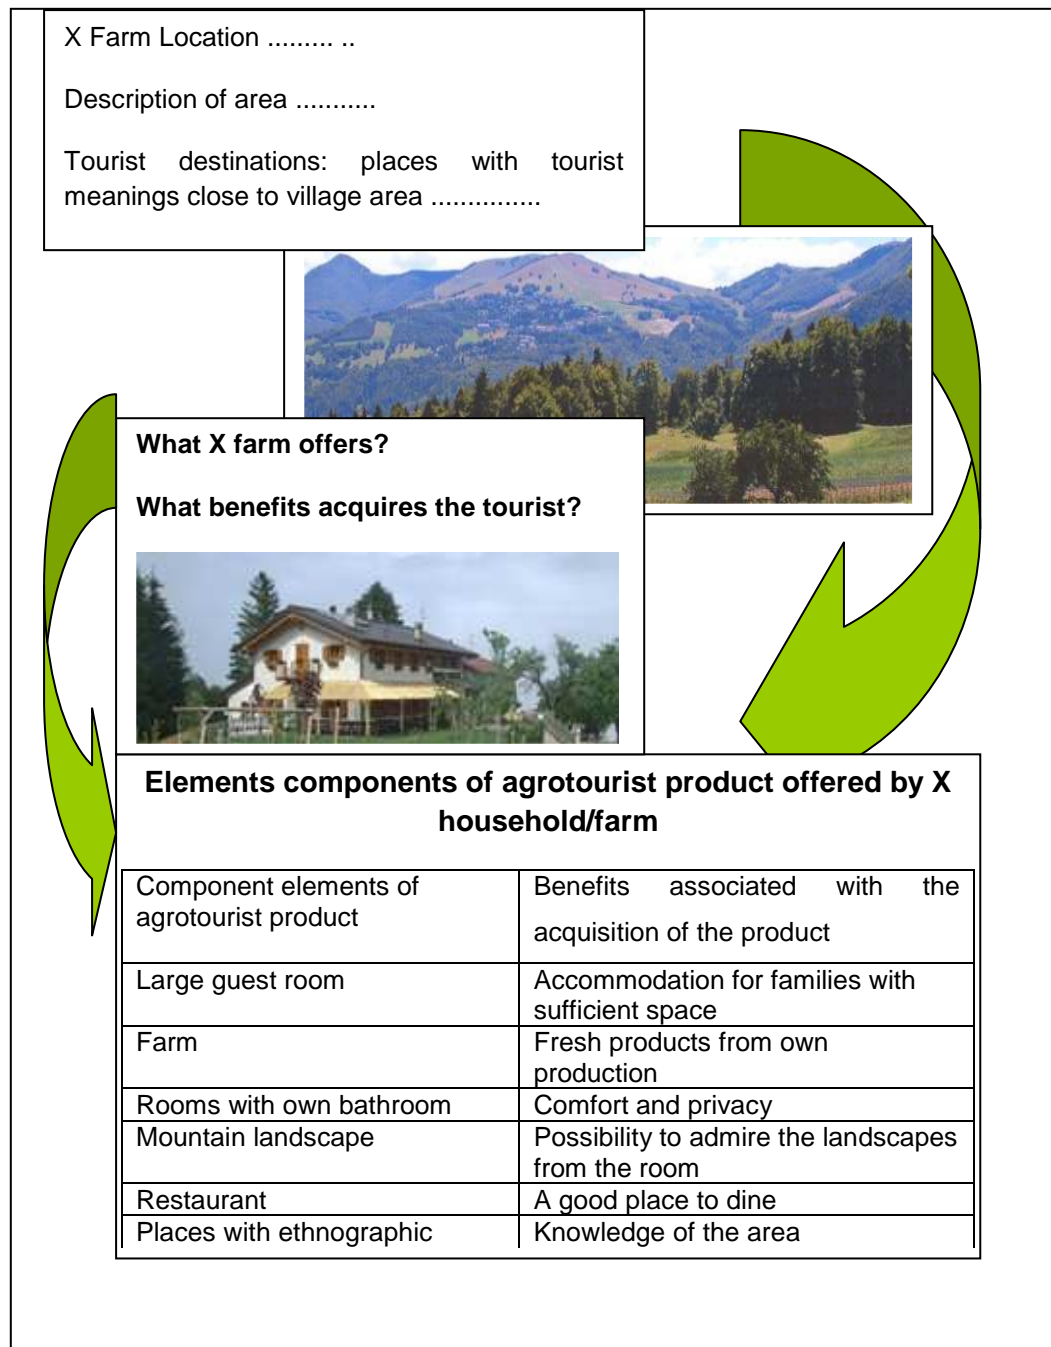 X Farm Location ......... ..
Description of area ...........
Tourist destinations: places with tourist
meanings close to village area ...............
What X farm offers?
What benefits acquires the tourist?
Elements components of agrotourist product offered by X
household/farm
Component elements of
agrotourist product
Benefits associated with the
acquisition of the product
Large guest room
Accommodation for families with
sufficient space
Farm
Fresh products from own
production
Rooms with own bathroom
Comfort and privacy
Mountain landscape
Possibility to admire the landscapes
from the room
Restaurant
A good place to dine
Places with ethnographic
Knowledge of the area